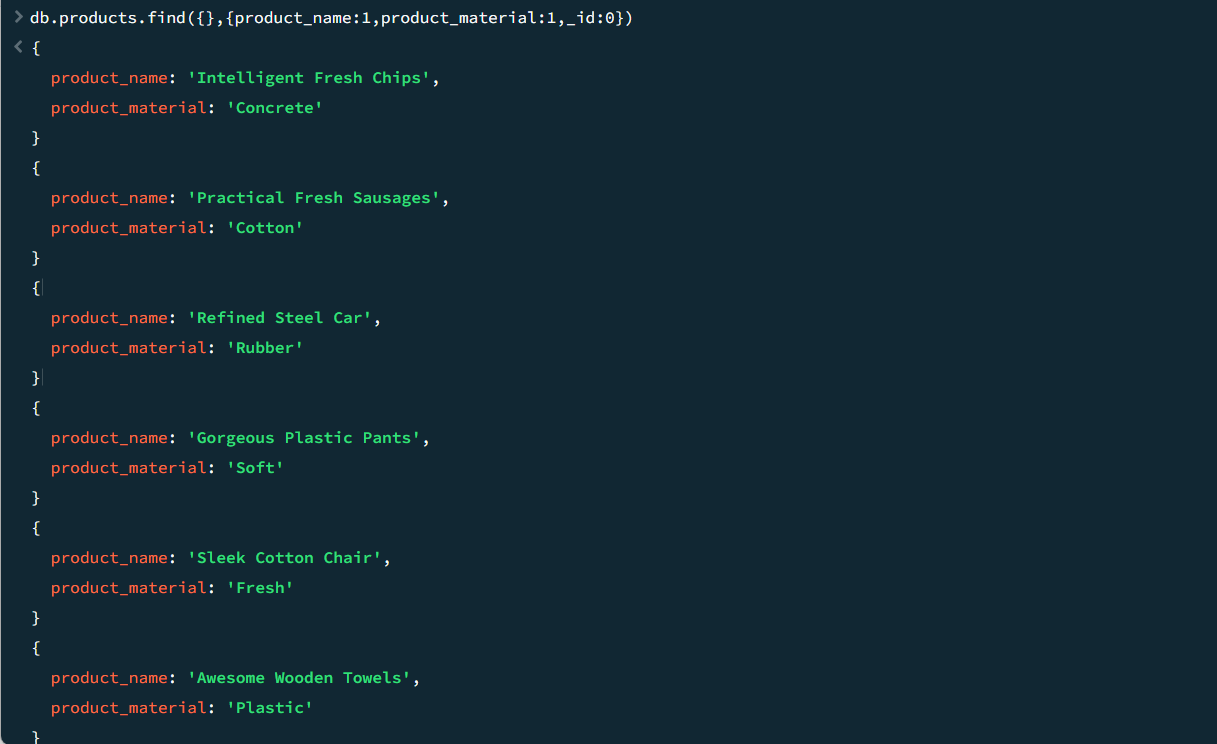 > db.products.find({},{product_name:1,product_material:1,_id:0})
< {
product_name: 'Intelligent Fresh Chips',
product_material: 'Concrete'
}
{
product_name: 'Practical Fresh Sausages',
product_material: 'Cotton'
}
{
product_name: 'Refined Steel Car',
product_material: 'Rubber'
}
{
product_name: 'Gorgeous Plastic Pants',
product_material: 'Soft'
}
{
product_name: 'Sleek Cotton Chair',
product_material: 'Fresh'
}
{
product_name: 'Awesome Wooden Towels',
product_material: 'Plastic'
}